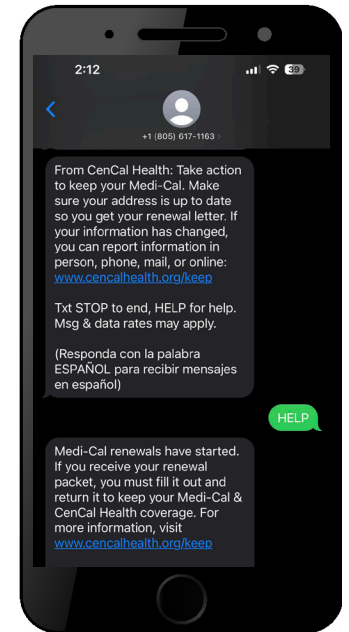 2:12
39
+1 (805) 617-1163
From CenCal Health: Take action
to keep your Medi-Cal. Make
sure your address is up to date
so you get your renewal letter. If
your information has changed,
you can report information in
person, phone, mail, or online:
www.cencalhealth.org/keep
Txt STOP to end, HELP for help.
Msg & data rates may apply.
(Responda con la palabra
ESPAÑOL para recibir mensajes
en español)
HELP
Medi-Cal renewals have started.
If you receive your renewal
packet, you must fill it out and
return it to keep your Medi-Cal &
CenCal Health coverage. For
more information, visit
www.cencalhealth.org/keep